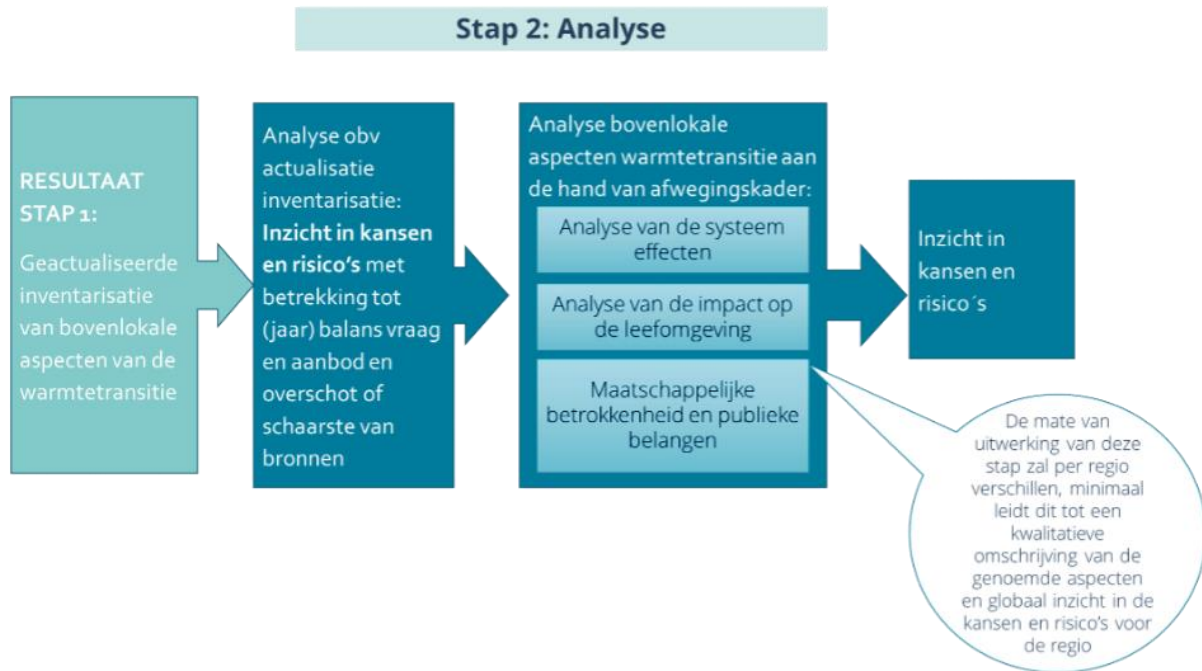 Stap 2: Analyse
RESULTAAT
STAP 1:
Geactualiseerde
inventarisatie
van bovenlokale
aspecten van de
warmtetransitie
Analyse obv
actualisatie
inventarisatie:
Inzicht in kansen
en risico's met
betrekking tot
(jaar) balans vraag
en aanbod en
overschot of
schaarste van
bronnen
Analyse bovenlokale
aspecten warmtetransitie aan
de hand van afwegingskader:
Analyse van de systeem
effecten
Analyse van de impact op
de leefomgeving
Maatschappelijke
betrokkenheid en publieke
belangen
Inzicht in
kansen en
risico´s
De mate van
uitwerking van deze
stap zal per regio
verschillen, minimaal
leidt dit tot een
kwalitatieve
omschrijving van de
genoemde aspecten
en globaal inzicht in de
kansen en risico's voor
de regio